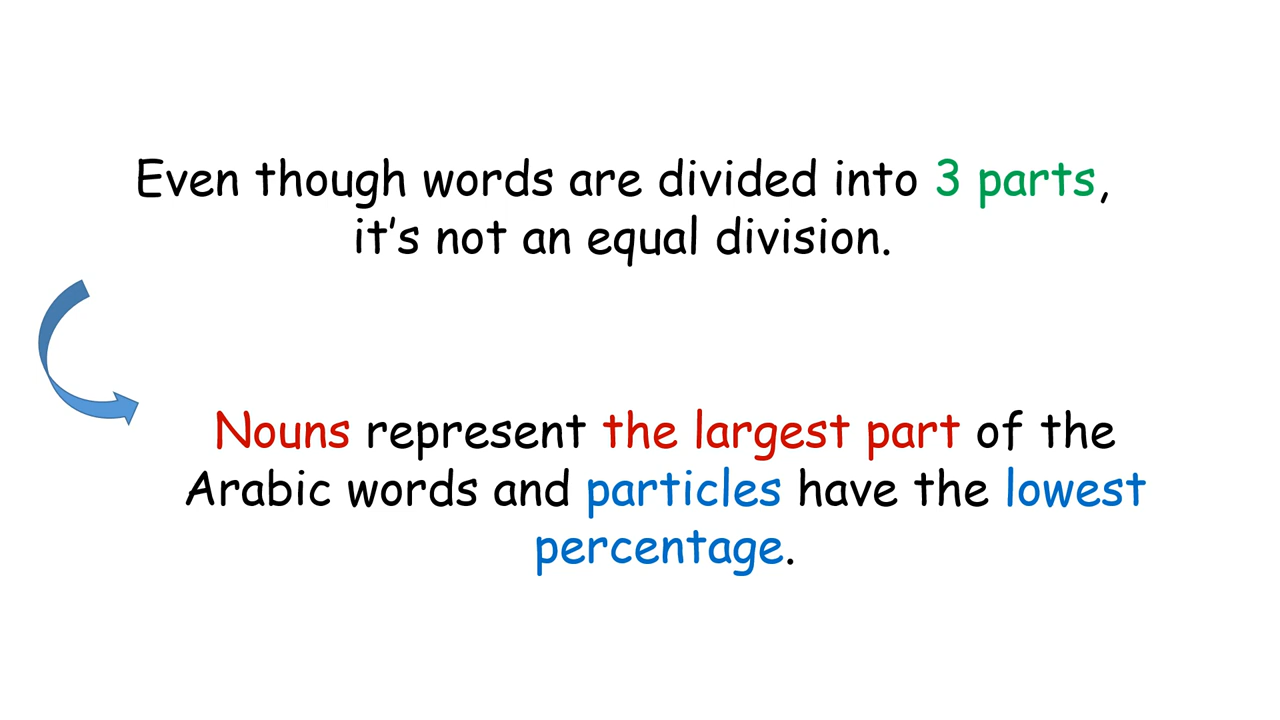 Even though words are divided into 3 parts,
it’s not an equal division.
Nouns represent the largest part of the
Arabic words and particles have the lowest
percentage.